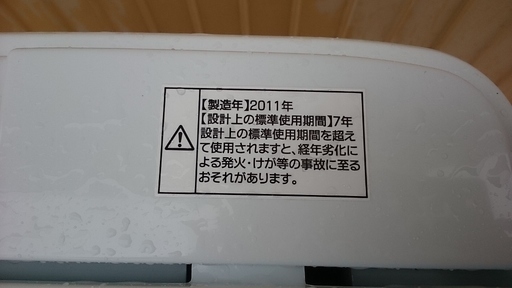 【製造年】2011年
【設計上の標準使用期間】7年
設計上の標準使用期間を超え
て使用されますと、経年劣化に
よる発火・けが等の事故に至る
おそれがあります。